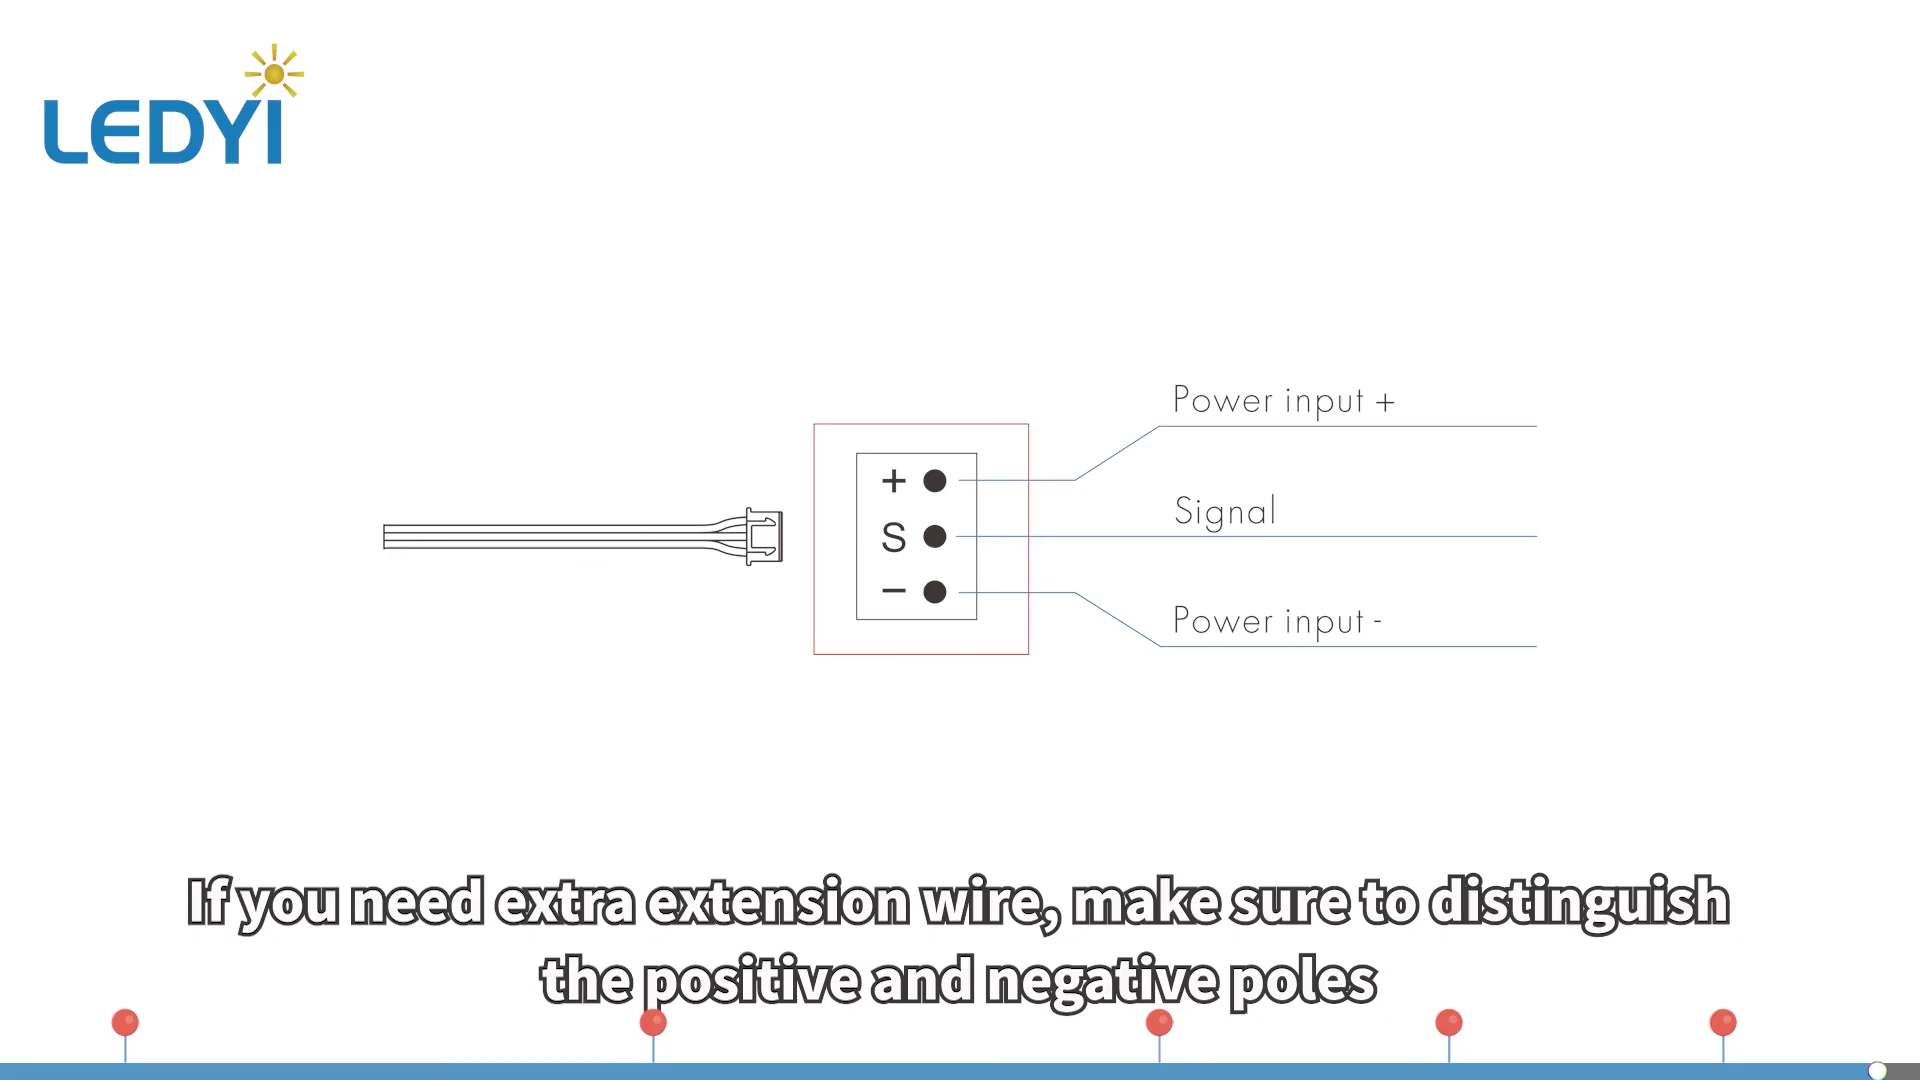 LEDYI
Power input +
+
S
Signal
–
Power input -
If you need extra extension wire, make sure to distinguish
the positive and negative poles